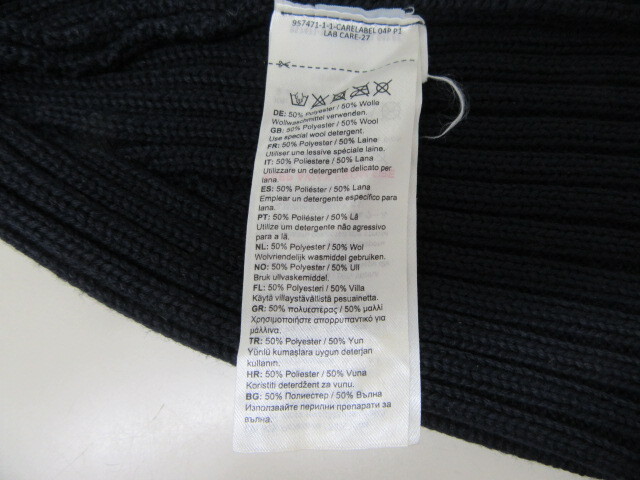 957471-1-1-CARELABEL 04P P1
LAB CARE-27
DE: 50% Polyester / 50% Wolle
Wollwaschmittel verwenden.
GB: 50% Polyester / 50% Wool
Use special wool detergent.
FR: 50% Polyester / 50% Laine
Utiliser une lessive spéciale laine.
IT: 50% Poliestere / 50% Lana
Utilizzare un detergente delicato per
lana.
ES: 50% Poliéster / 50% Lana
Emplear un detergente específico para
lana.
PT: 50% Poliéster / 50% Lã
Utilize um detergente não agressivo
para a lã.
NL: 50% Polyester / 50% Wol
Wolvriendelijk wasmiddel gebruiken.
NO: 50% Polyester / 50% Ull
Bruk ullvaskemiddel.
FL: 50% Polyesteri / 50% Villa
Käytä villaystävällistä pesuainetta.
GR: 50% πολυεστερας / 50% μαλλί
Χρησιμοποιήστε απορρυπαντικό για
μάλλινα.
TR: 50% Polyester / 50% Yun
Yünlü kumaşlara uygun deterjan
kullanın.
HR: 50% Poliester / 50% Vuna
Koristiti deterdžent za vunu.
BG: 50% Полиестер / 50% Вълна
Използвайте перилни препарати за
вълна.